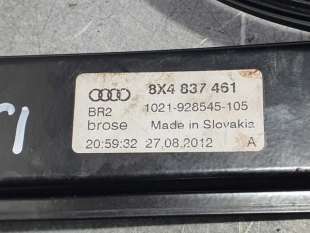 8X4 837 461
BR2 1021-928545-105
brose Made in Slovakia
20:59:32 27.08.2012 A